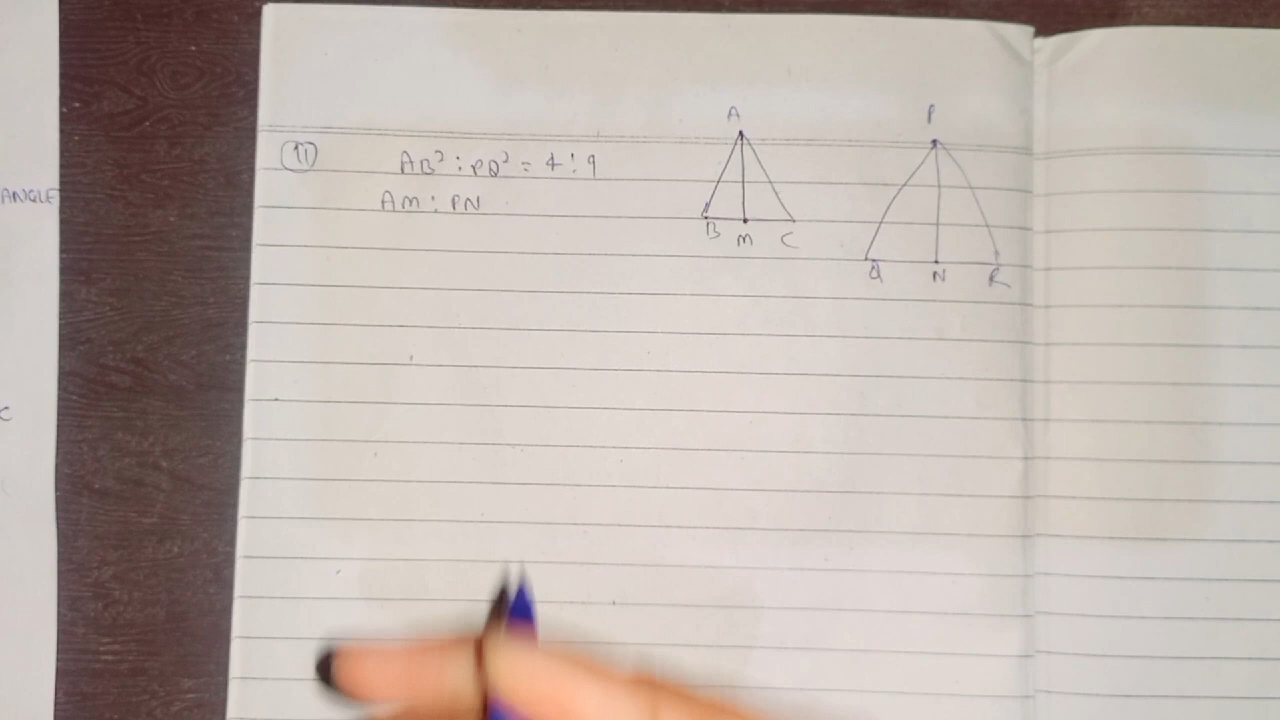 ANGLE
C
11 AB² : PQ² = 4 : 9
AM : PN
A
B M C
P
Q N R